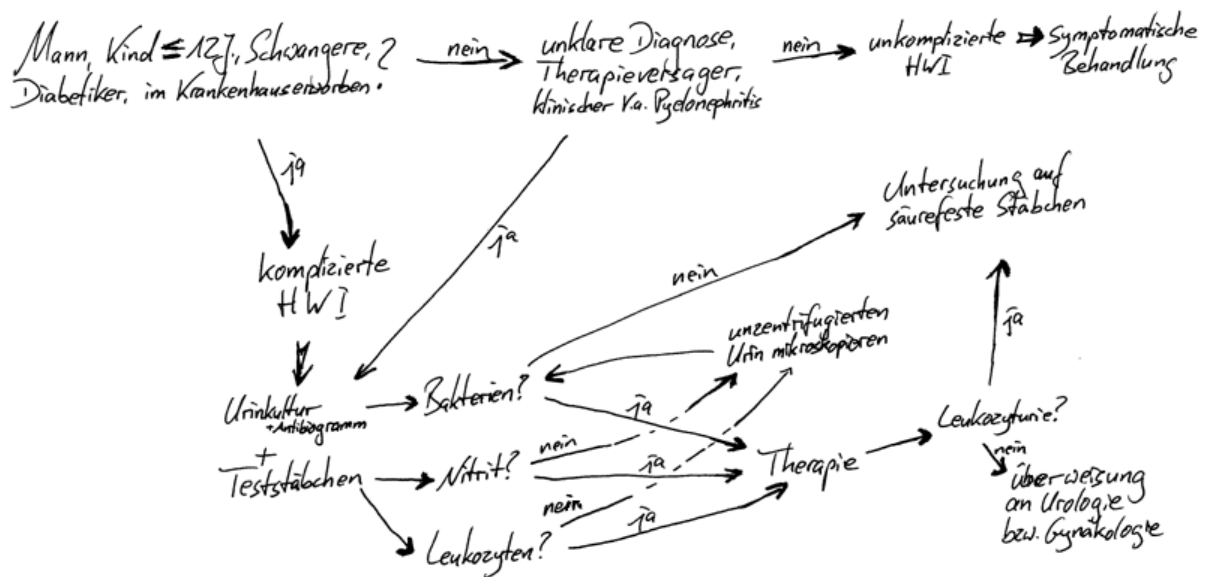 Mann, Kind ≤ 12J., Schwangere,
Diabetiker, im Krankenhaus erworben?
nein
unklare Diagnose,
Therapieversager,
klinischer V.a. Pyelonephritis
nein
unkomplizierte
HWI
Symptomatische
Behandlung
ja
komplizierte
HWI
ja
nein
Untersuchung auf
säurefeste Stäbchen
Urinkultur
+Antibiogramm
+
Teststäbchen
Bakterien?
unzentrifugierten
Urin mikroskopieren
ja
nein
Nitrit?
ja
nein
Leukozyten?
ja
Therapie
Leukozyturie?
ja
nein
überweisung
an Urologie
bzw. Gynäkologie